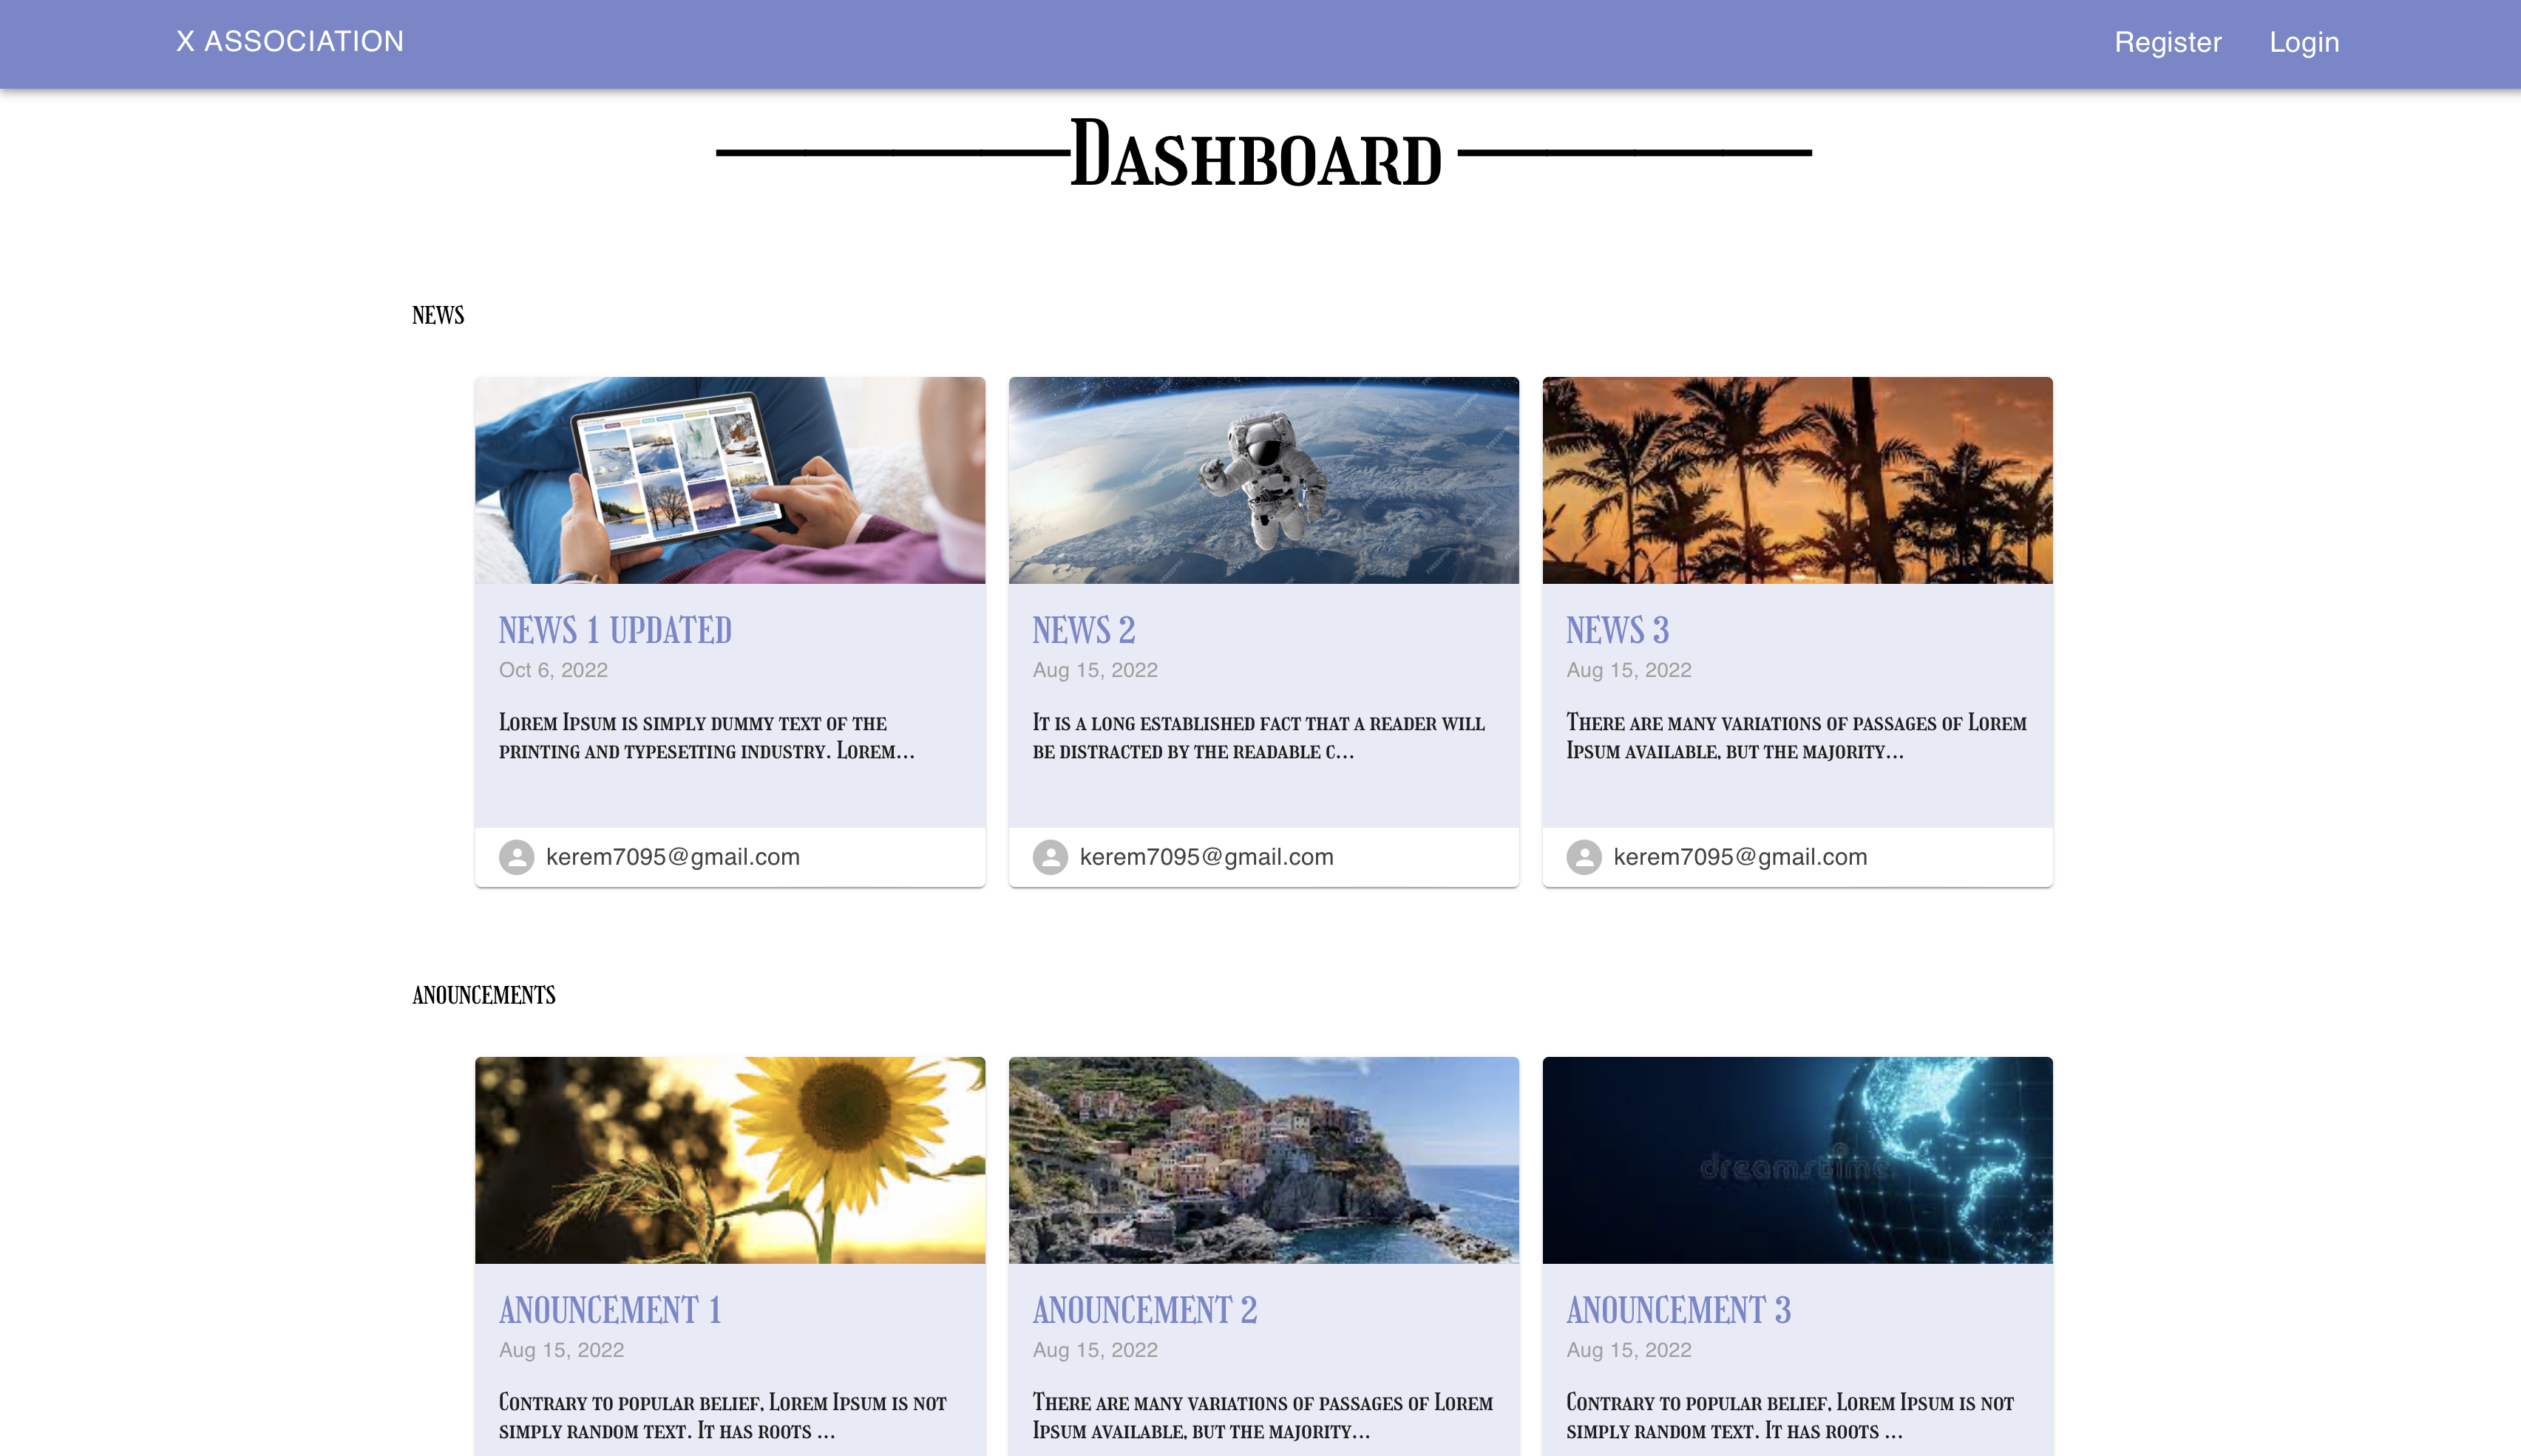 X ASSOCIATION
Register Login
Dashboard
NEWS
NEWS 1 UPDATED
Oct 6, 2022
Lorem Ipsum is simply dummy text of the
printing and typesetting industry. Lorem...
kerem7095@gmail.com
NEWS 2
Aug 15, 2022
It is a long established fact that a reader will
be distracted by the readable c...
kerem7095@gmail.com
NEWS 3
Aug 15, 2022
There are many variations of passages of Lorem
Ipsum available, but the majority...
kerem7095@gmail.com
ANOUNCEMENTS
ANOUNCEMENT 1
Aug 15, 2022
Contrary to popular belief, Lorem Ipsum is not
simply random text. It has roots ...
ANOUNCEMENT 2
Aug 15, 2022
There are many variations of passages of Lorem
Ipsum available, but the majority...
dreamstime
ANOUNCEMENT 3
Aug 15, 2022
Contrary to popular belief, Lorem Ipsum is not
simply random text. It has roots ...